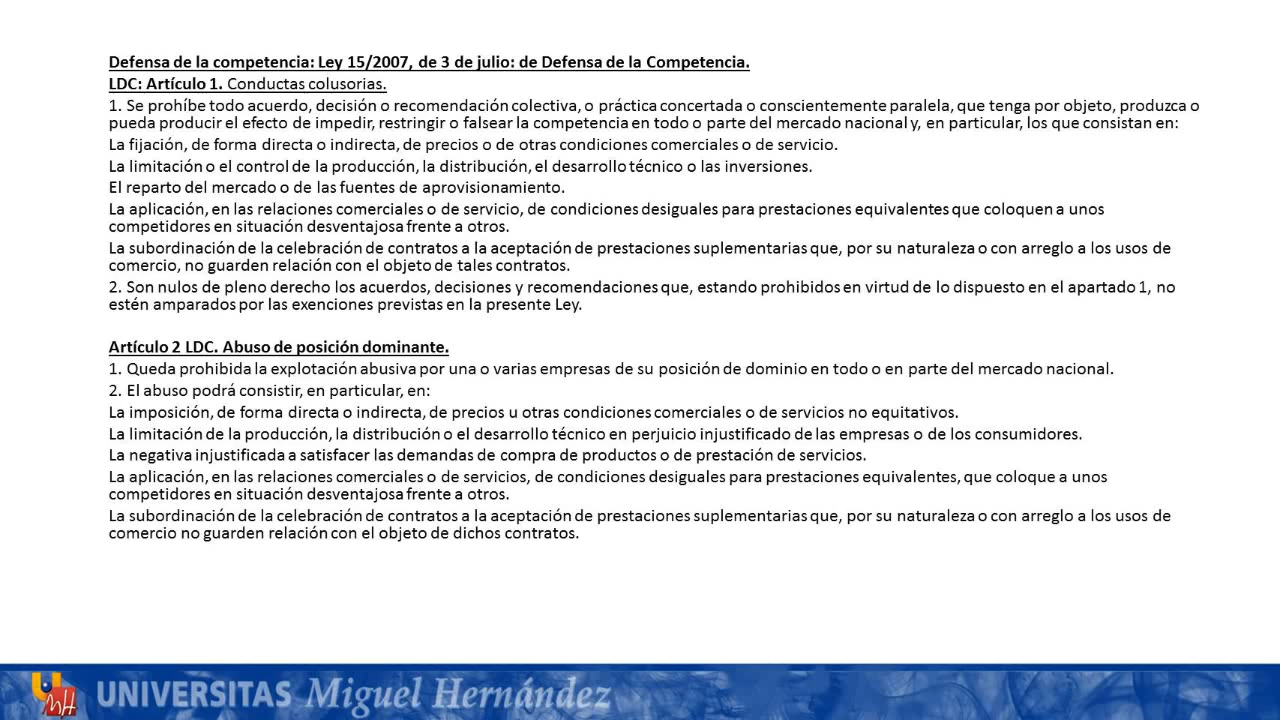 Defensa de la competencia: Ley 15/2007, de 3 de julio: de Defensa de la Competencia.
LDC: Artículo 1. Conductas colusorias.
1. Se prohíbe todo acuerdo, decisión o recomendación colectiva, o práctica concertada o conscientemente paralela, que tenga por objeto, produzca o
pueda producir el efecto de impedir, restringir o falsear la competencia en todo o parte del mercado nacional y, en particular, los que consistan en:
La fijación, de forma directa o indirecta, de precios o de otras condiciones comerciales o de servicio.
La limitación o el control de la producción, la distribución, el desarrollo técnico o las inversiones.
El reparto del mercado o de las fuentes de aprovisionamiento.
La aplicación, en las relaciones comerciales o de servicio, de condiciones desiguales para prestaciones equivalentes que coloquen a unos
competidores en situación desventajosa frente a otros.
La subordinación de la celebración de contratos a la aceptación de prestaciones suplementarias que, por su naturaleza o con arreglo a los usos de
comercio, no guarden relación con el objeto de tales contratos.
2. Son nulos de pleno derecho los acuerdos, decisiones y recomendaciones que, estando prohibidos en virtud de lo dispuesto en el apartado 1, no
estén amparados por las exenciones previstas en la presente Ley.
Artículo 2 LDC. Abuso de posición dominante.
1. Queda prohibida la explotación abusiva por una o varias empresas de su posición de dominio en todo o en parte del mercado nacional.
2. El abuso podrá consistir, en particular, en:
La imposición, de forma directa o indirecta, de precios u otras condiciones comerciales o de servicios no equitativos.
La limitación de la producción, la distribución o el desarrollo técnico en perjuicio injustificado de las empresas o de los consumidores.
La negativa injustificada a satisfacer las demandas de compra de productos o de prestación de servicios.
La aplicación, en las relaciones comerciales o de servicios, de condiciones desiguales para prestaciones equivalentes, que coloque a unos
competidores en situación desventajosa frente a otros.
La subordinación de la celebración de contratos a la aceptación de prestaciones suplementarias que, por su naturaleza o con arreglo a los usos de
comercio no guarden relación con el objeto de dichos contratos.
UNIVERSITAS Miguel Hernández